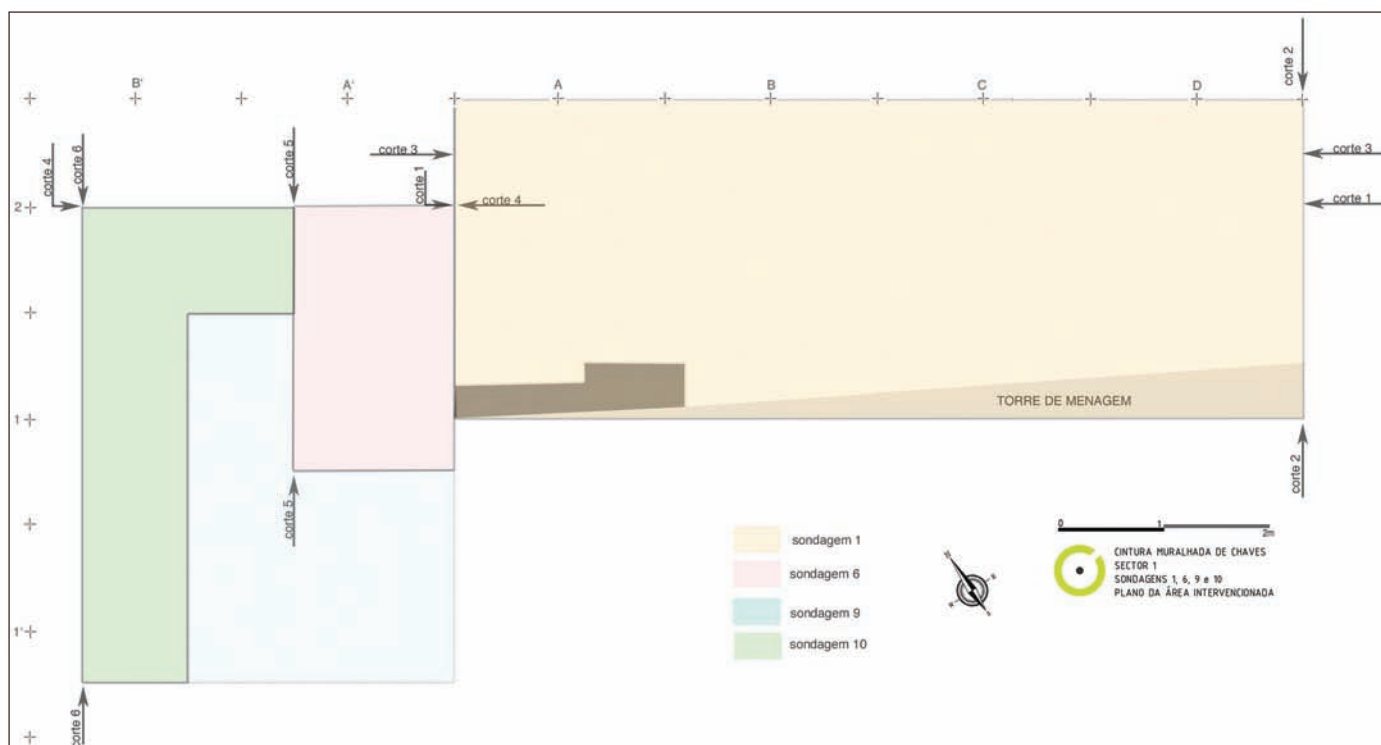 B'
A'
A
B
C
D
corte 2
corte 4
corte 6
corte 5
corte 3
corte 1
corte 4
corte 3
corte 1
2
1
1'
TORRE DE MENAGEM
corte 5
corte 2
corte 6
sondagem 1
sondagem 6
sondagem 9
sondagem 10
0
1
2m
CINTURA MURALHADA DE CHAVES
SECTOR 1
SONDAGENS 1, 6, 9 e 10
PLANO DA ÁREA INTERVENCIONADA